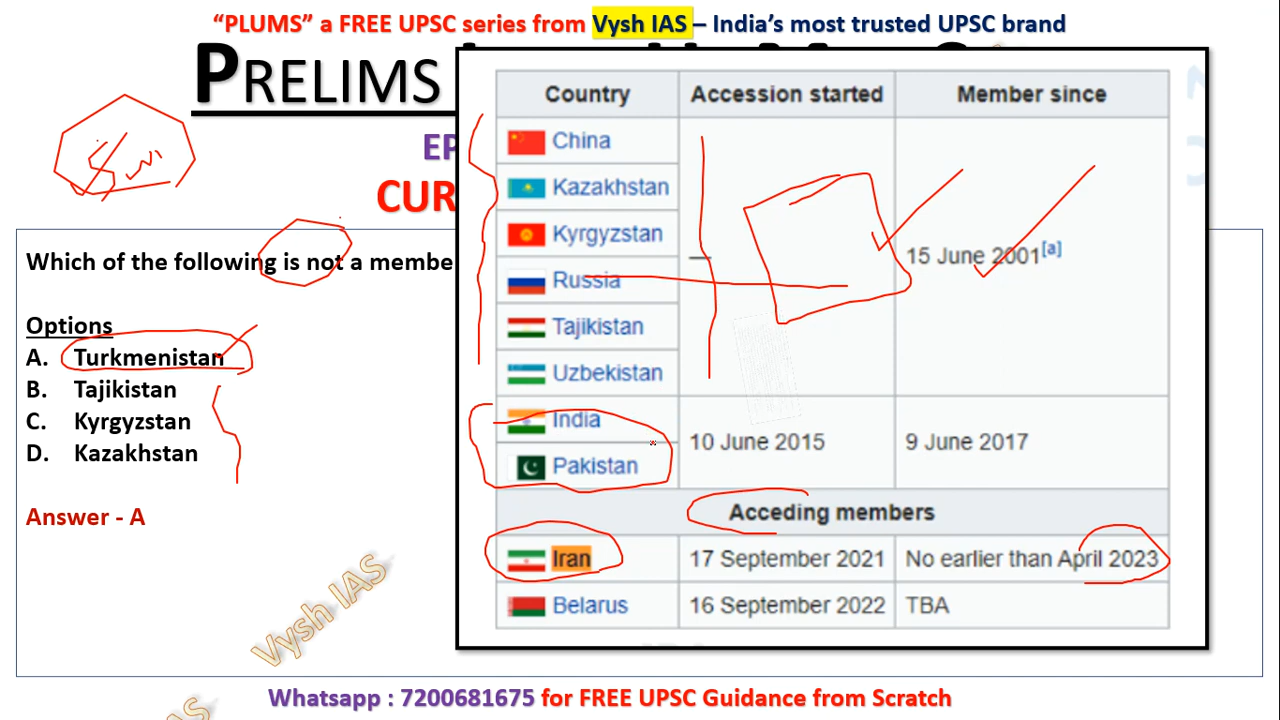 “PLUMS” a FREE UPSC series from Vysh IAS – India’s most trusted UPSC brand
PRELIMS
CUR
Which of the following is not a membe
Options
A. Turkmenistan
B. Tajikistan
C. Kyrgyzstan
D. Kazakhstan
Answer - A
Country Accession started Member since
China
Kazakhstan
Kyrgyzstan
— 15 June 2001[a]
Russia
Tajikistan
Uzbekistan
India
10 June 2015 9 June 2017
Pakistan
Acceding members
Iran 17 September 2021 No earlier than April 2023
Belarus 16 September 2022 TBA
Vysh IAS
Whatsapp : 7200681675 for FREE UPSC Guidance from Scratch